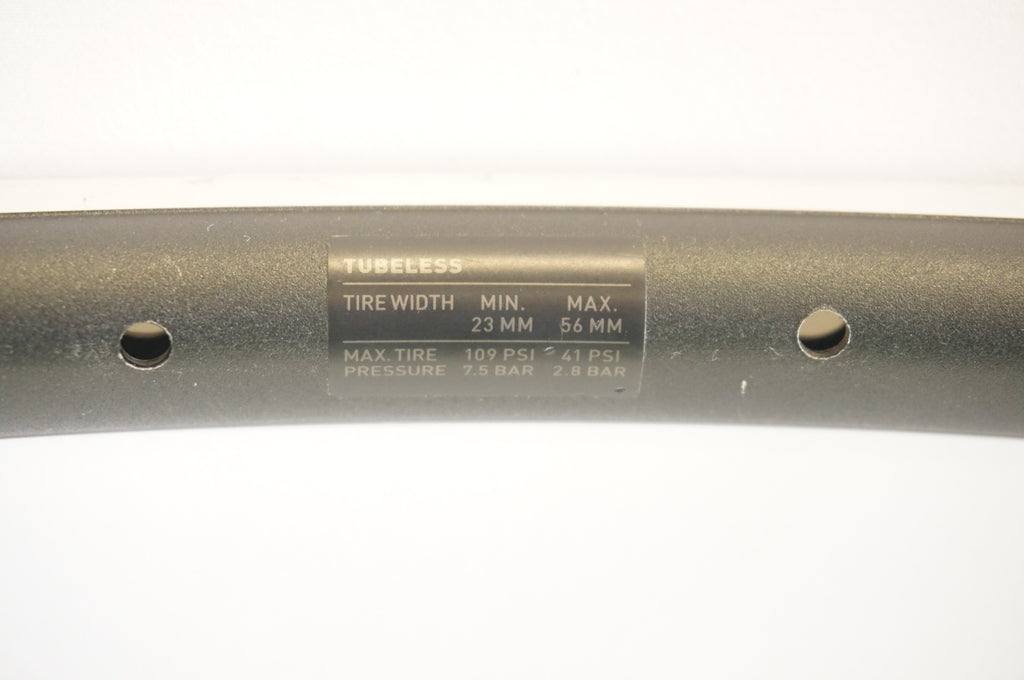 TUBELESS
TIRE WIDTH MIN. MAX.
23 MM 56 MM
MAX. TIRE 109 PSI 41 PSI
PRESSURE 7.5 BAR 2.8 BAR